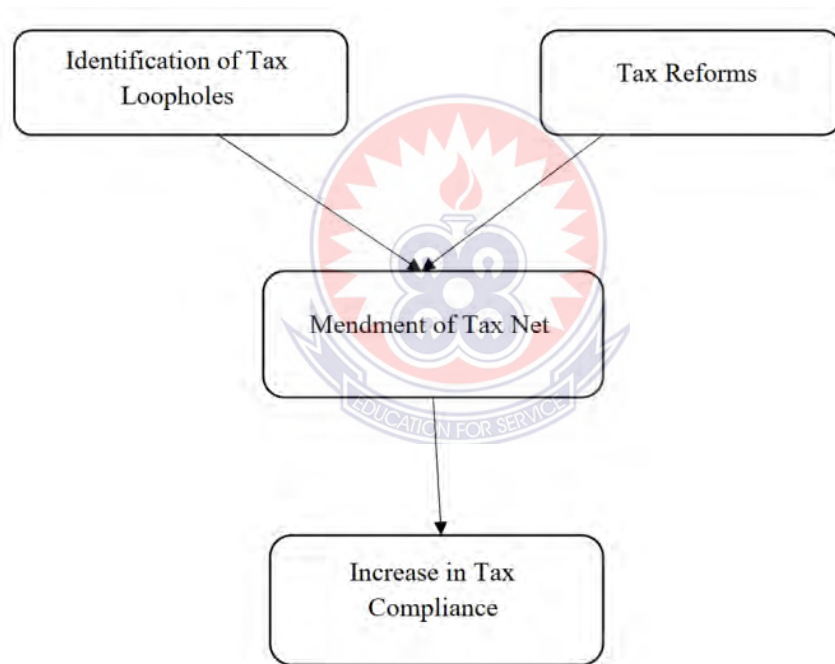 Identification of Tax
Loopholes
Tax Reforms
Mendment of Tax Net
EDUCATION FOR SERVICE
Increase in Tax
Compliance